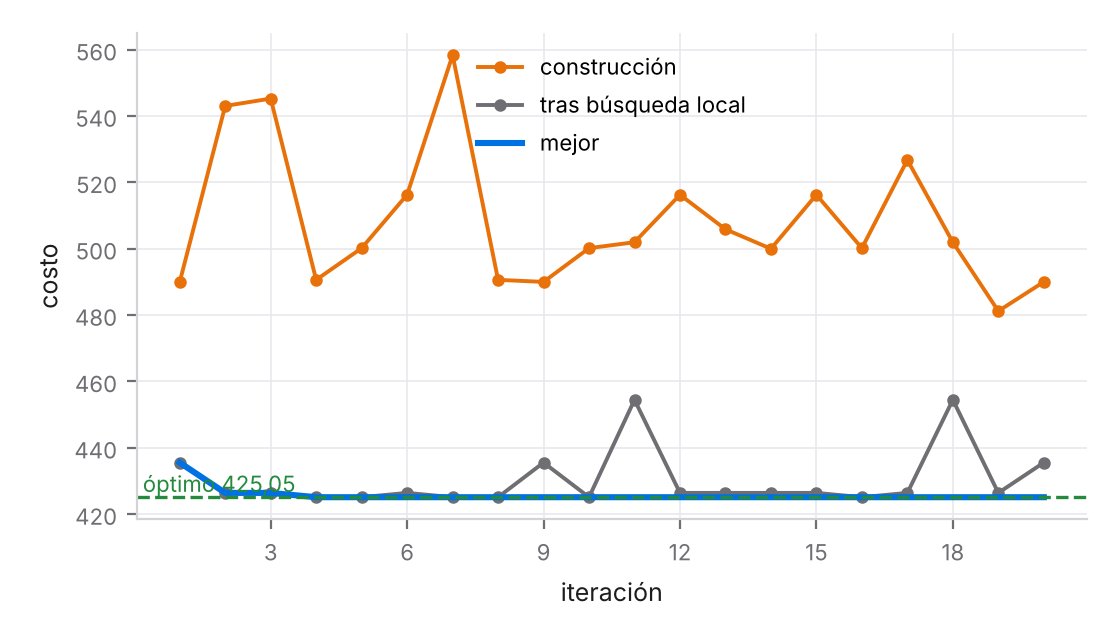 construcción
tras búsqueda local
mejor
560
540
520
500
480
460
440
420
costo
óptimo 425.05
3
6
9
12
15
18
iteración